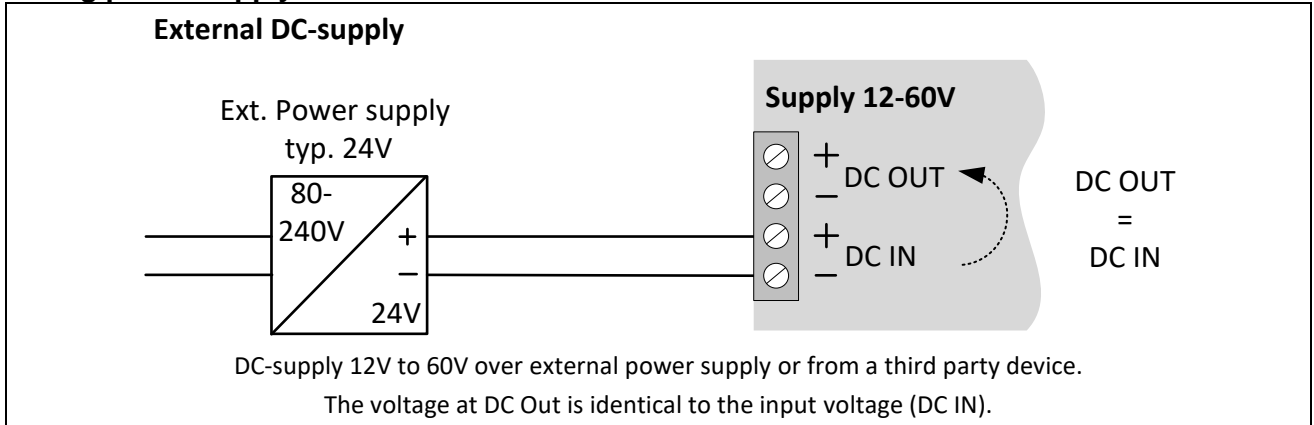 External DC-supply
Ext. Power supply
typ. 24V
80-
240V
+
−
24V
Supply 12-60V
+
DC OUT
−
+
DC IN
−
DC OUT
=
DC IN
DC-supply 12V to 60V over external power supply or from a third party device.
The voltage at DC Out is identical to the input voltage (DC IN).